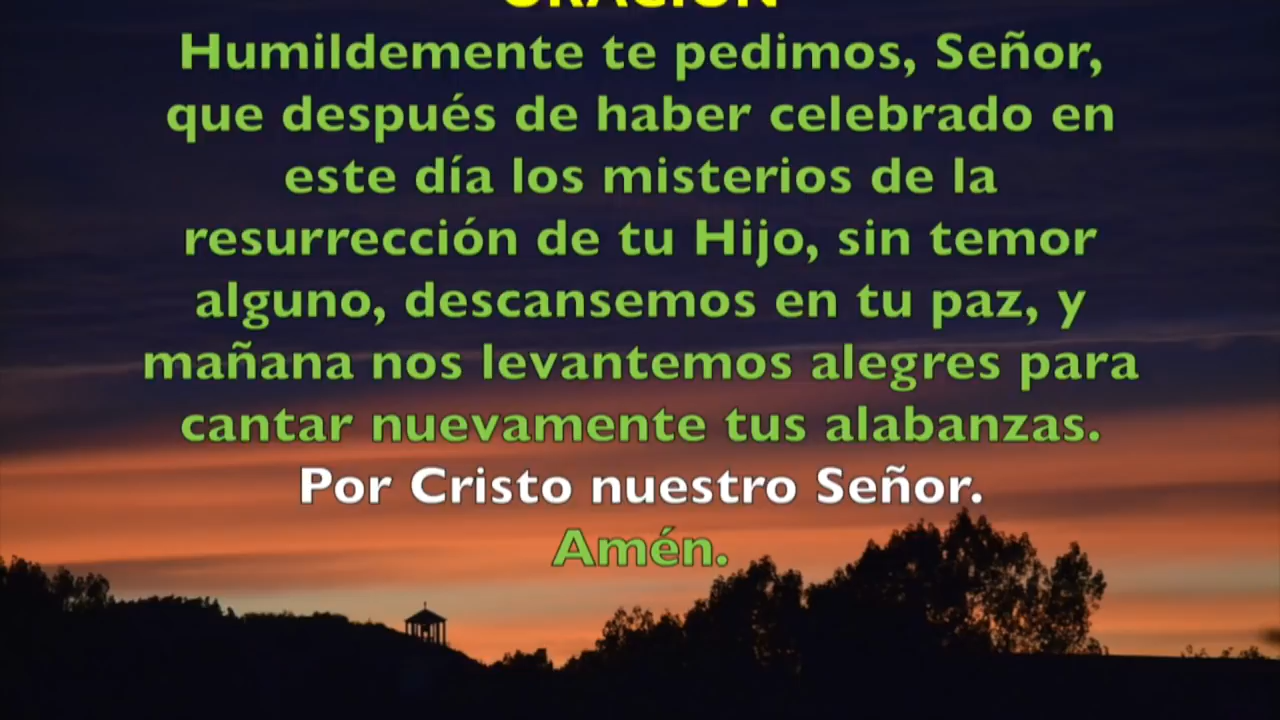 ORACIÓN
Humildemente te pedimos, Señor,
que después de haber celebrado en
este día los misterios de la
resurrección de tu Hijo, sin temor
alguno, descansemos en tu paz, y
mañana nos levantemos alegres para
cantar nuevamente tus alabanzas.
Por Cristo nuestro Señor.
Amén.